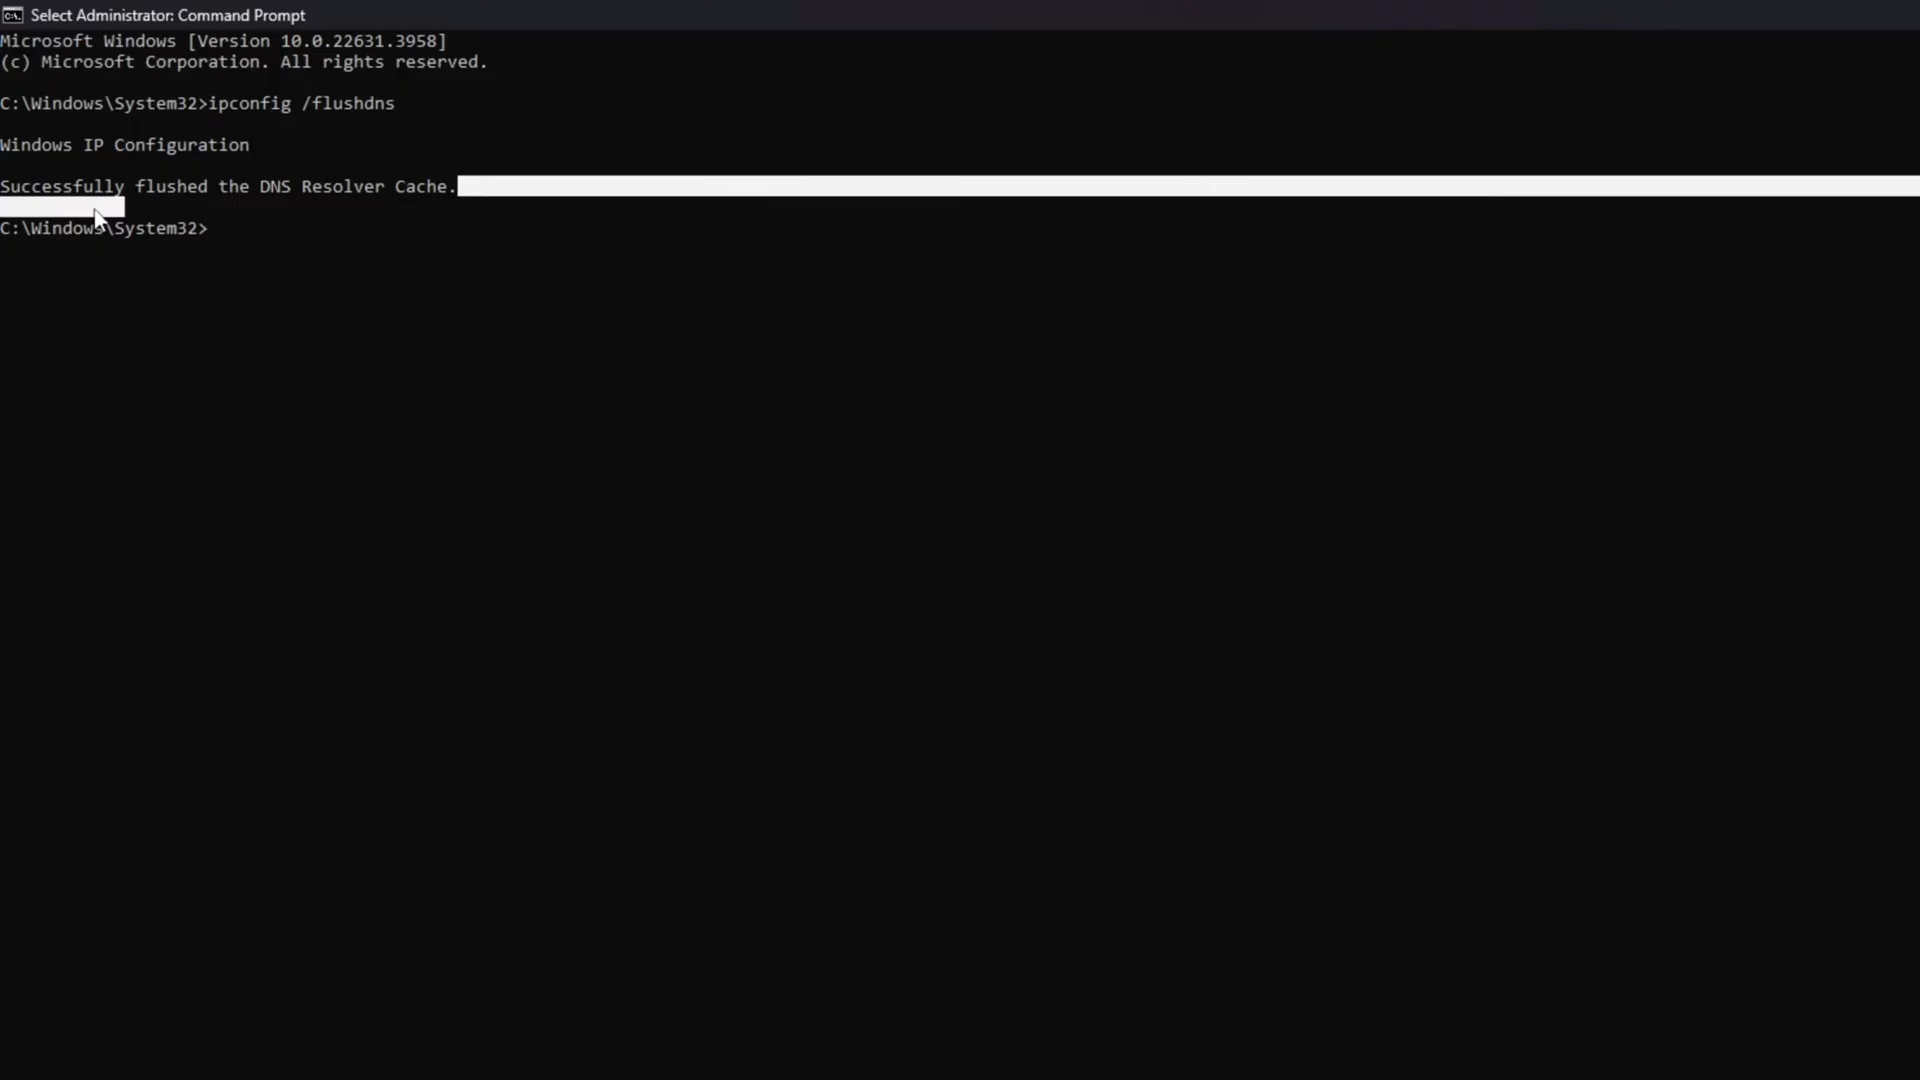 Select Administrator: Command Prompt
Microsoft Windows [Version 10.0.22631.3958]
(c) Microsoft Corporation. All rights reserved.
C:\Windows\System32>ipconfig /flushdns
Windows IP Configuration
Successfully flushed the DNS Resolver Cache.
C:\Windows\System32>